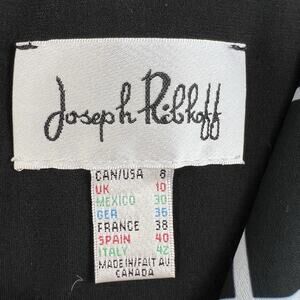 Joseph Ribkoff
CAN/USA 8
UK 10
MEXICO 30
GER 36
FRANCE 38
SPAIN 40
ITALY 42
MADE IN/FAIT AU
CANADA